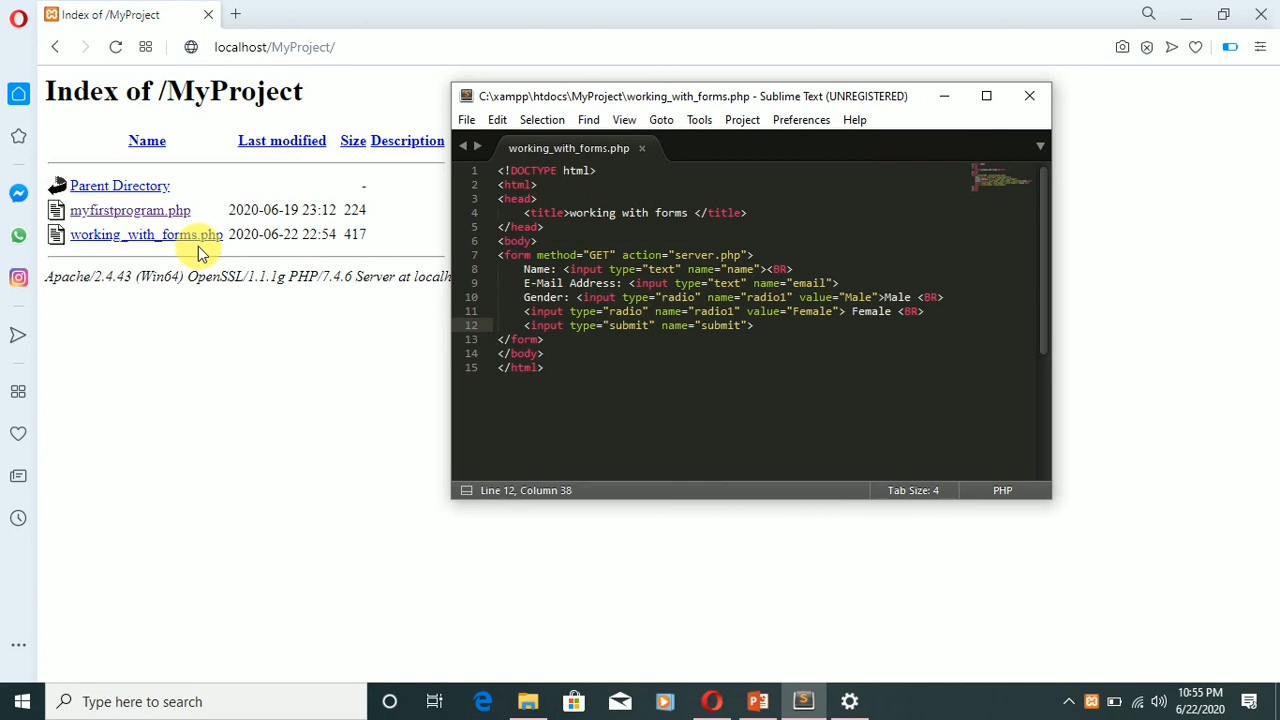 Index of /MyProject
localhost/MyProject/
Index of /MyProject
Name Last modified Size Description
Parent Directory -
myfirstprogram.php 2020-06-19 23:12 224
working_with_forms.php 2020-06-22 22:54 417
Apache/2.4.43 (Win64) OpenSSL/1.1.1g PHP/7.4.6 Server at localh
C:\xampp\htdocs\MyProject\working_with_forms.php - Sublime Text (UNREGISTERED)
File Edit Selection Find View Goto Tools Project Preferences Help
working_with_forms.php
1 <!DOCTYPE html>
2 <html>
3 <head>
4 <title>working with forms </title>
5 </head>
6 <body>
7 <form method="GET" action="server.php">
8 Name: <input type="text" name="name"><BR>
9 E-Mail Address: <input type="text" name="email">
10 Gender: <input type="radio" name="radio1" value="Male">Male <BR>
11 <input type="radio" name="radio1" value="Female"> Female <BR>
12 <input type="submit" name="submit">
13 </form>
14 </body>
15 </html>
Line 12, Column 38 Tab Size: 4 PHP
Type here to search
10:55 PM
6/22/2020